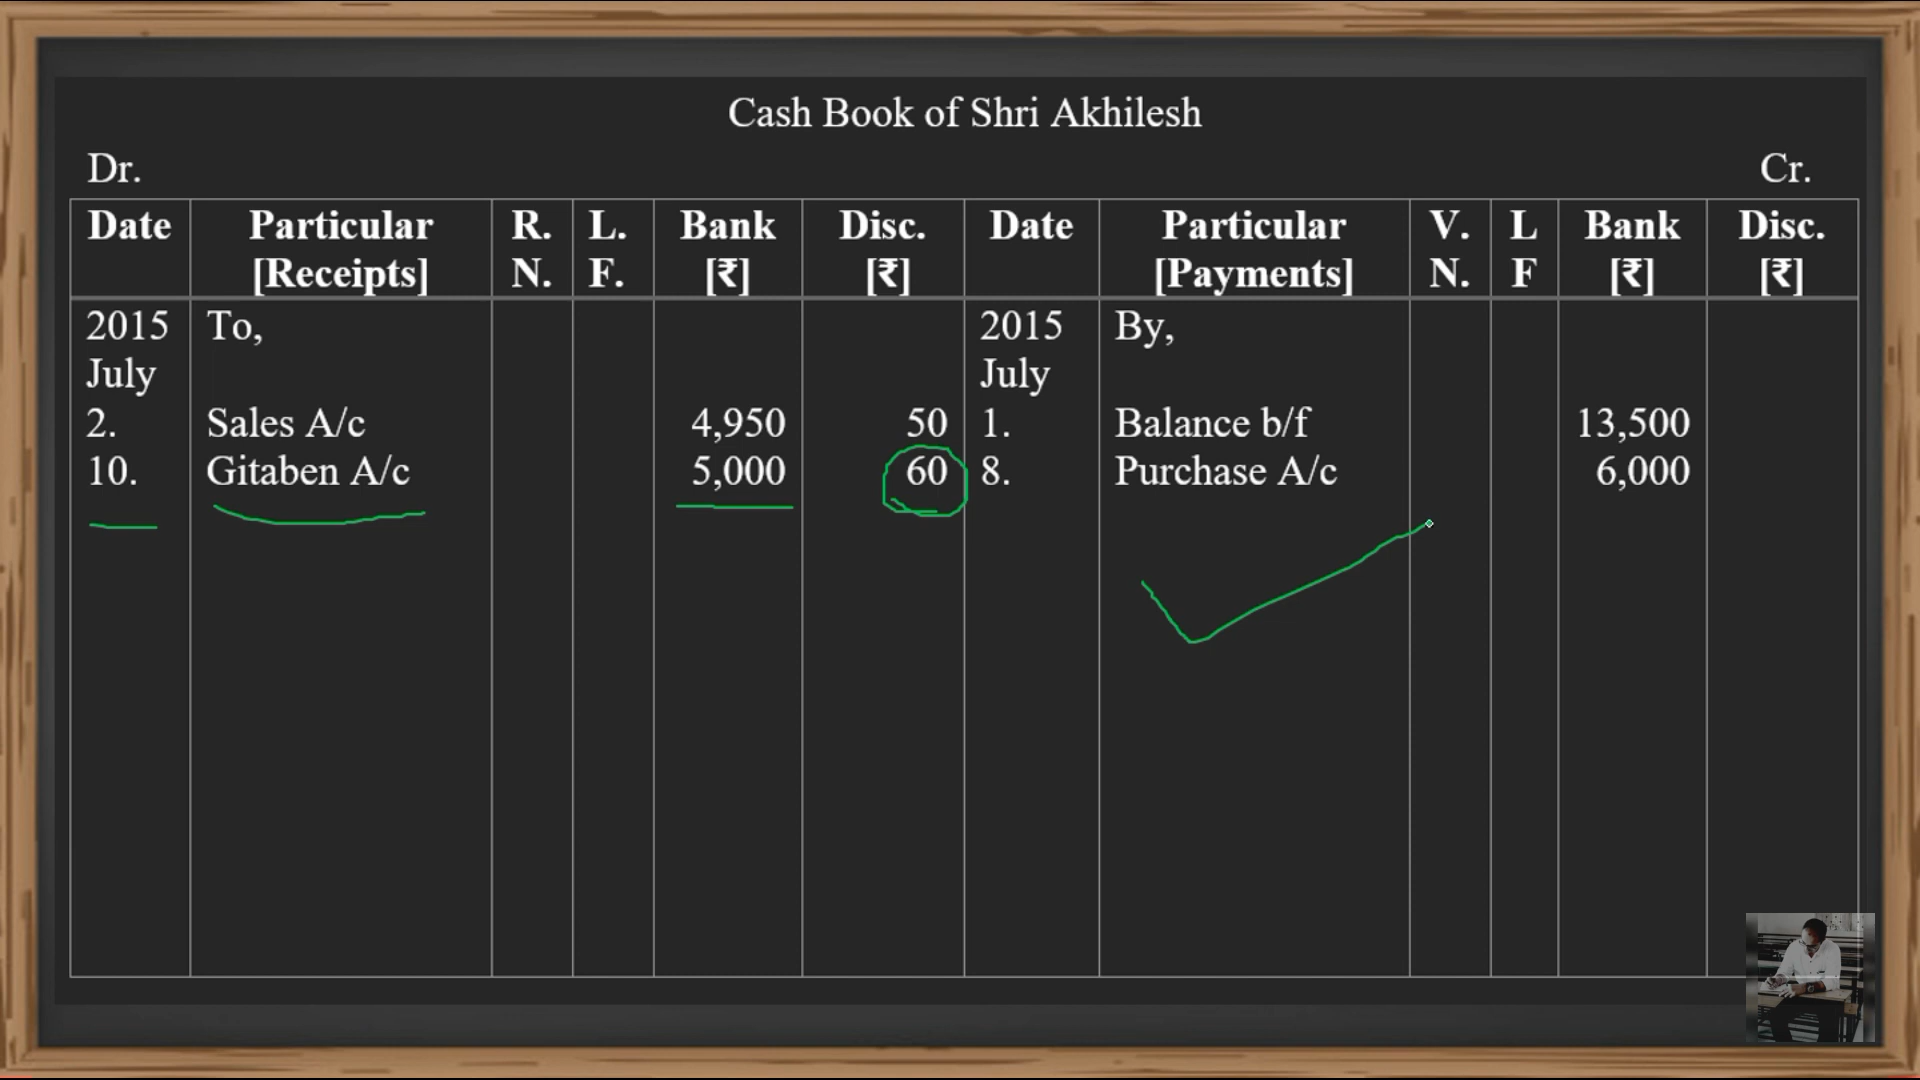 Cash Book of Shri Akhilesh
Dr. Cr.
Date Particular R. L. Bank Disc. Date Particular V. L Bank Disc.
[Receipts] N. F. [₹] [₹] [Payments] N. F [₹] [₹]
2015 To, 2015 By,
July July
2. Sales A/c 4,950 50 1. Balance b/f 13,500
10. Gitaben A/c 5,000 60 8. Purchase A/c 6,000